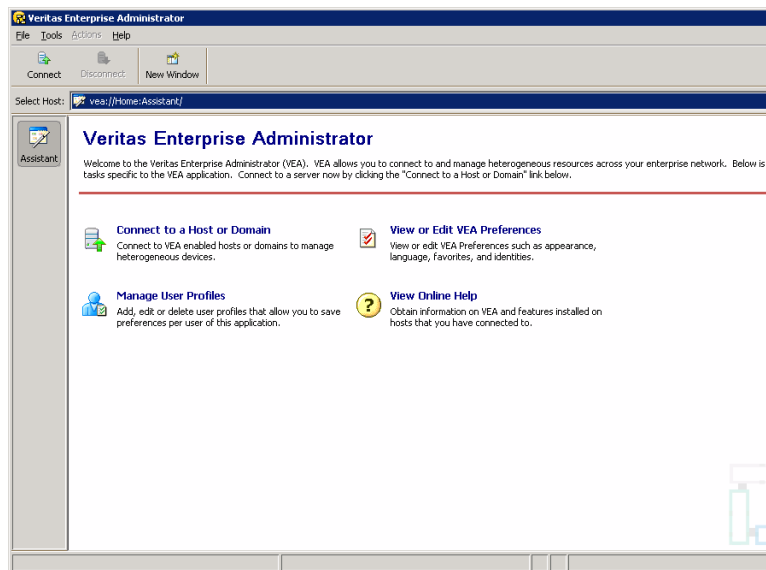 Veritas Enterprise Administrator
File Tools Actions Help
Connect Disconnect New Window
Select Host: vea://Home:Assistant/
Assistant
Veritas Enterprise Administrator
Welcome to the Veritas Enterprise Administrator (VEA). VEA allows you to connect to and manage heterogeneous resources across your enterprise network. Below is
tasks specific to the VEA application. Connect to a server now by clicking the "Connect to a Host or Domain" link below.
Connect to a Host or Domain
Connect to VEA enabled hosts or domains to manage
heterogeneous devices.
View or Edit VEA Preferences
View or edit VEA Preferences such as appearance,
language, favorites, and identities.
Manage User Profiles
Add, edit or delete user profiles that allow you to save
preferences per user of this application.
View Online Help
Obtain information on VEA and features installed on
hosts that you have connected to.